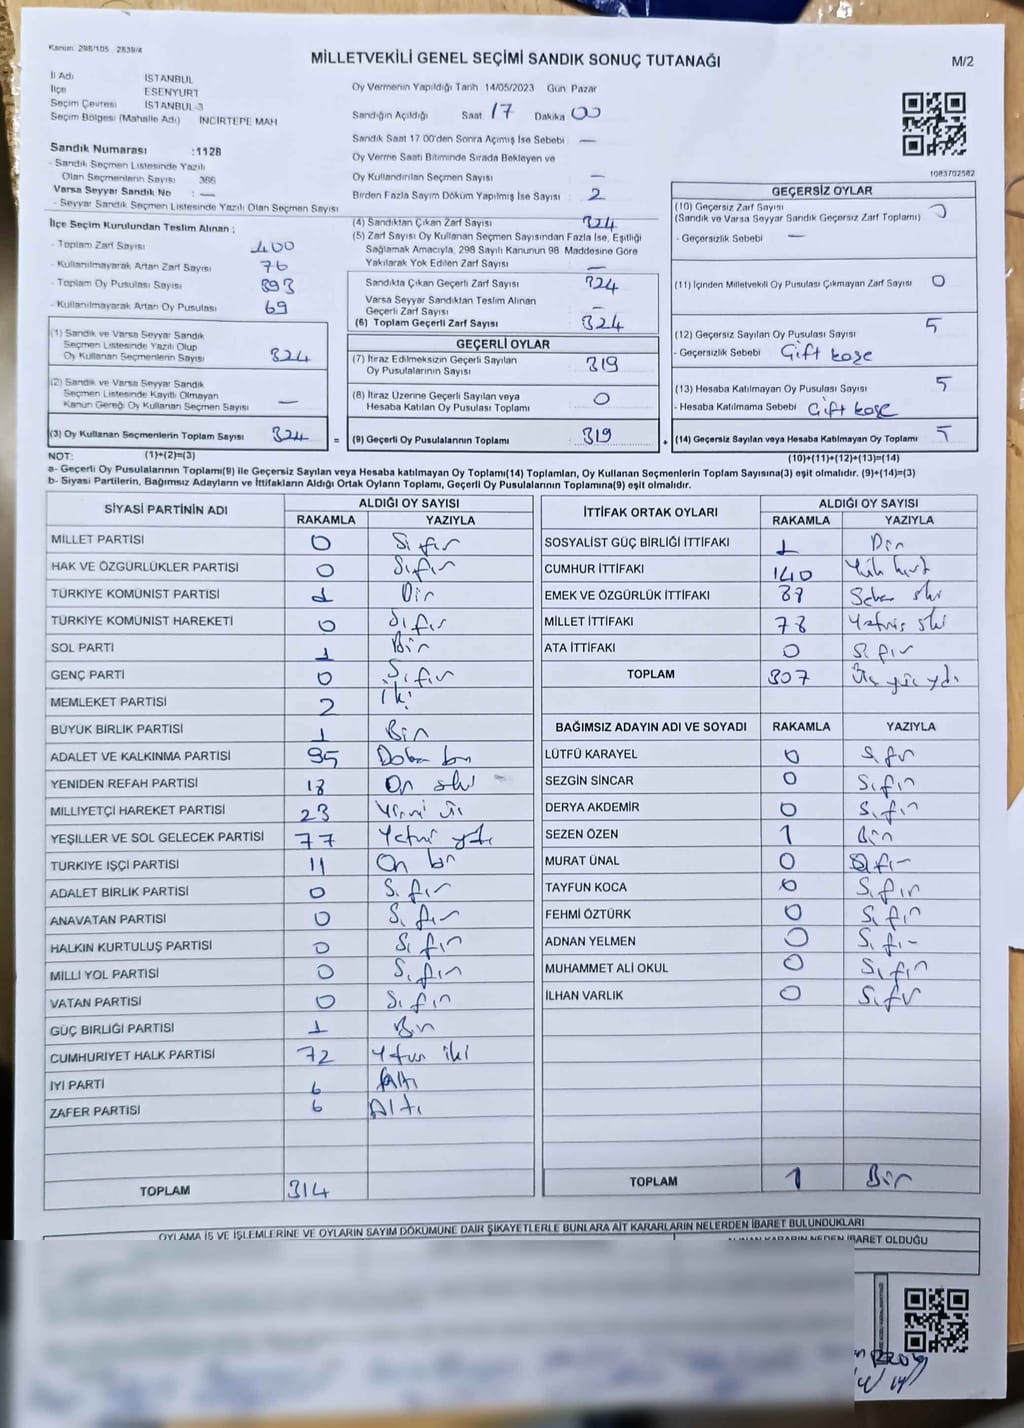 Kanun: 298/105 2839/4
MİLLETVEKİLİ GENEL SEÇİMİ SANDIK SONUÇ TUTANAĞI
M/2
İl Adı İSTANBUL
İlçe ESENYURT
Seçim Çevresi İSTANBUL-3
Seçim Bölgesi (Mahalle Adı) İNCİRTEPE MAH
Sandık Numarası :1128
- Sandık Seçmen Listesinde Yazılı
Olan Seçmenlerin Sayısı 366
Varsa Seyyar Sandık No : —
- Seyyar Sandık Seçmen Listesinde Yazılı Olan Seçmen Sayısı
İlçe Seçim Kurulundan Teslim Alınan ;
- Toplam Zarf Sayısı 400
- Kullanılmayarak Artan Zarf Sayısı 76
- Toplam Oy Pusulası Sayısı 393
- Kullanılmayarak Artan Oy Pusulası 69
(1) Sandık ve Varsa Seyyar Sandık
Seçmen Listesinde Yazılı Olup
Oy Kullanan Seçmenlerin Sayısı 324
(2) Sandık ve Varsa Seyyar Sandık
Seçmen Listesinde Kayıtlı Olmayan
Kanun Gereği Oy Kullanan Seçmen Sayısı —
(3) Oy Kullanan Seçmenlerin Toplam Sayısı 324
Oy Vermenin Yapıldığı Tarih 14/05/2023 Gün Pazar
Sandığın Açıldığı Saat 17 Dakika 00
Sandık Saat 17 00'den Sonra Açımış İse Sebebi —
Oy Verme Saati Bitiminde Sırada Bekleyen ve
Oy Kullandırılan Seçmen Sayısı —
Birden Fazla Sayım Döküm Yapılmış İse Sayısı 2
(4) Sandıktan Çıkan Zarf Sayısı 324
(5) Zarf Sayısı Oy Kullanan Seçmen Sayısından Fazla İse, Eşitliği
Sağlamak Amacıyla, 298 Sayılı Kanunun 98 Maddesine Göre
Yakılarak Yok Edilen Zarf Sayısı —
Sandıkta Çıkan Geçerli Zarf Sayısı 324
Varsa Seyyar Sandıktan Teslim Alınan
Geçerli Zarf Sayısı —
(6) Toplam Geçerli Zarf Sayısı 324
GEÇERLİ OYLAR
(7) İtiraz Edilmeksizin Geçerli Sayılan
Oy Pusulalarının Sayısı 319
(8) İtiraz Üzerine Geçerli Sayılan veya
Hesaba Katılan Oy Pusulaları Toplamı 0
= (9) Geçerli Oy Pusulalarının Toplamı 319
1083702582
GEÇERSİZ OYLAR
(10) Geçersiz Zarf Sayısı 0
(Sandık ve Varsa Seyyar Sandık Geçersiz Zarf Toplamı)
- Geçersizlik Sebebi —
(11) İçinden Milletvekili Oy Pusulası Çıkmayan Zarf Sayısı 0
(12) Geçersiz Sayılan Oy Pusulası Sayısı 5
- Geçersizlik Sebebi Çift kaşe
(13) Hesaba Katılmayan Oy Pusulası Sayısı 5
- Hesaba Katılmama Sebebi Çift kaşe
+ (14) Geçersiz Sayılan veya Hesaba Katılmayan Oy Toplamı 5
NOT: (1)+(2)=(3) (10)+(11)+(12)+(13)=(14)
a- Geçerli Oy Pusulalarının Toplamı(9) ile Geçersiz Sayılan veya Hesaba katılmayan Oy Toplamı(14) Toplamları, Oy Kullanan Seçmenlerin Toplam Sayısına(3) eşit olmalıdır. (9)+(14)=(3)
b- Siyasi Partilerin, Bağımsız Adayların ve İttifakların Aldığı Ortak Oyların Toplamı, Geçerli Oy Pusulalarının Toplamına(9) eşit olmalıdır.
SİYASİ PARTİNİN ADI ALDIĞI OY SAYISI
RAKAMLA YAZIYLA
MİLLET PARTİSİ 0 Sıfır
HAK VE ÖZGÜRLÜKLER PARTİSİ 0 Sıfır
TÜRKİYE KOMÜNİST PARTİSİ 1 Bir
TÜRKİYE KOMÜNİST HAREKETİ 0 Sıfır
SOL PARTİ 1 Bir
GENÇ PARTİ 0 Sıfır
MEMLEKET PARTİSİ 2 iki
BÜYÜK BİRLİK PARTİSİ 1 Bir
ADALET VE KALKINMA PARTİSİ 95
YENİDEN REFAH PARTİSİ 18 On
MİLLİYETÇİ HAREKET PARTİSİ 23 Yirmi üç
YEŞİLLER VE SOL GELECEK PARTİSİ 77
TÜRKİYE İŞÇİ PARTİSİ 11 On bir
ADALET BİRLİK PARTİSİ 0 Sıfır
ANAVATAN PARTİSİ 0 Sıfır
HALKIN KURTULUŞ PARTİSİ 0 Sıfır
MİLLİ YOL PARTİSİ 0 Sıfır
VATAN PARTİSİ 0 Sıfır
GÜÇ BİRLİĞİ PARTİSİ 1 Bir
CUMHURİYET HALK PARTİSİ 72 iki
İYİ PARTİ 6 Altı
ZAFER PARTİSİ 6 Altı
TOPLAM 314
İTTİFAK ORTAK OYLARI ALDIĞI OY SAYISI
RAKAMLA YAZIYLA
SOSYALİST GÜÇ BİRLİĞİ İTTİFAKI 1 Bir
CUMHUR İTTİFAKI 140
EMEK VE ÖZGÜRLÜK İTTİFAKI
MİLLET İTTİFAKI 78
ATA İTTİFAKI 0 Sıfır
TOPLAM 307
BAĞIMSIZ ADAYIN ADI VE SOYADI RAKAMLA YAZIYLA
LÜTFÜ KARAYEL 0 Sıfır
SEZGİN SİNCAR 0 Sıfır
DERYA AKDEMİR 0 Sıfır
SEZEN ÖZEN 1 Bir
MURAT ÜNAL 0 Sıfır
TAYFUN KOCA 0 Sıfır
FEHMİ ÖZTÜRK 0 Sıfır
ADNAN YELMEN 0 Sıfır
MUHAMMET ALİ OKUL 0 Sıfır
İLHAN VARLIK 0 Sıfır
TOPLAM 1 Bir
OYLAMA İŞ VE İŞLEMLERİNE VE OYLARIN SAYIM DÖKÜMÜNE DAİR ŞİKAYETLERLE BUNLARA AİT KARARLARIN NELERDEN İBARET BULUNDUKLARI
ALINAN KARARIN NEDEN İBARET OLDUĞU